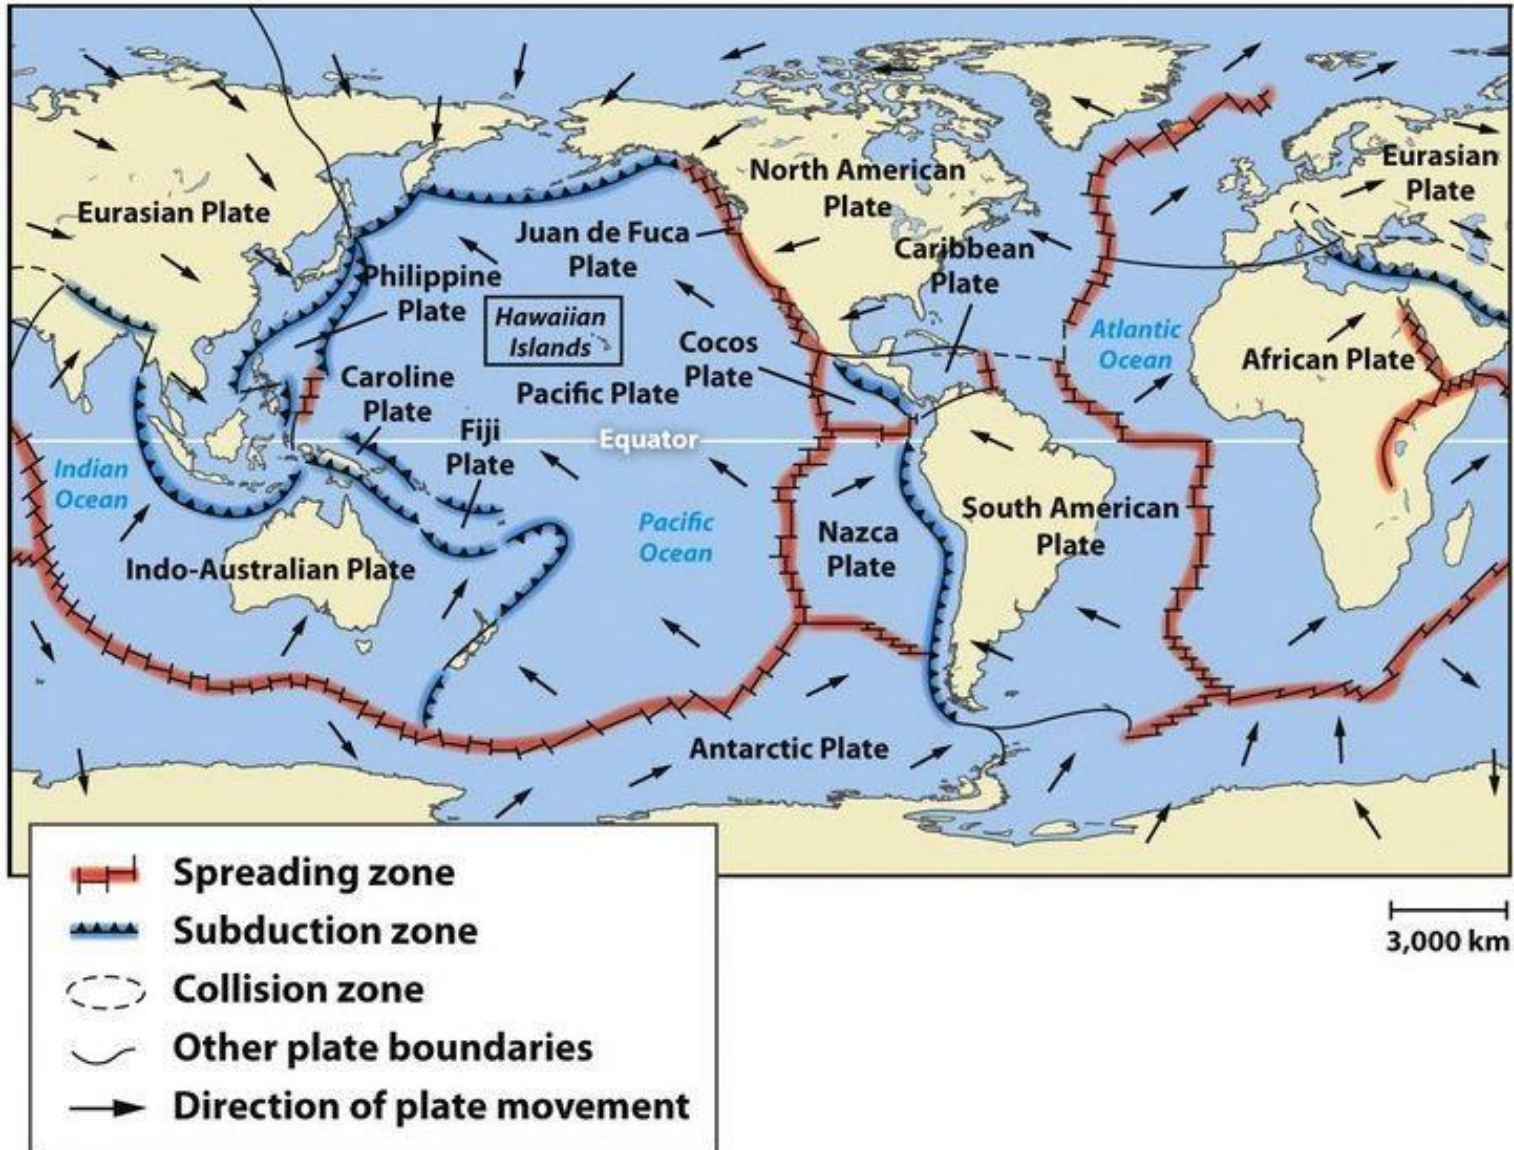 North American
Plate
Eurasian
Plate
Eurasian Plate
Juan de Fuca
Plate
Caribbean
Plate
Philippine
Plate
Hawaiian
Islands
Cocos
Plate
Atlantic
Ocean
African Plate
Caroline
Plate
Pacific Plate
Fiji
Plate
Equator
Indian
Ocean
Pacific
Ocean
Nazca
Plate
South American
Plate
Indo-Australian Plate
Antarctic Plate
Spreading zone
Subduction zone
Collision zone
Other plate boundaries
Direction of plate movement
3,000 km